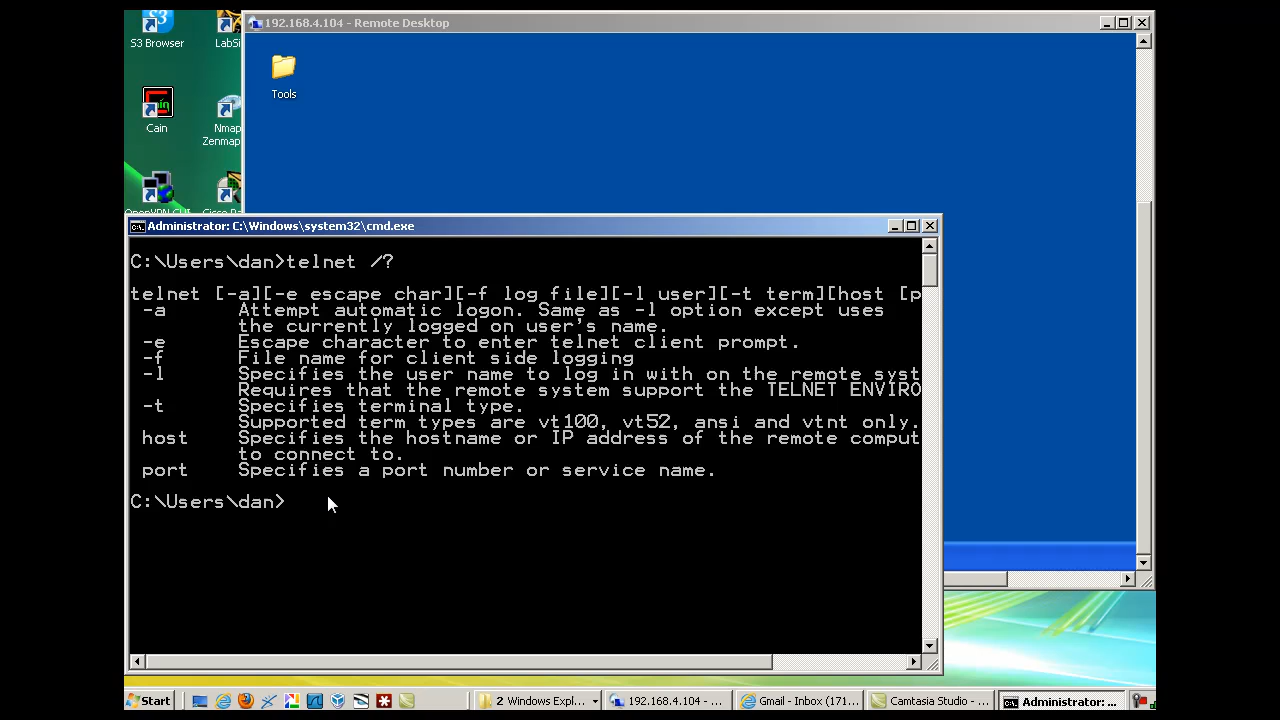 192.168.4.104 - Remote Desktop
S3 Browser
LabSi
Tools
Cain
Nmap
Zenmap
Administrator: C:\Windows\system32\cmd.exe
C:\Users\dan>telnet /?
telnet [-a][-e escape char][-f log file][-l user][-t term][host [p
-a Attempt automatic logon. Same as -l option except uses
the currently logged on user's name.
-e Escape character to enter telnet client prompt.
-f File name for client side logging
-l Specifies the user name to log in with on the remote syst
Requires that the remote system support the TELNET ENVIRO
-t Specifies terminal type.
Supported term types are vt100, vt52, ansi and vtnt only.
host Specifies the hostname or IP address of the remote comput
to connect to.
port Specifies a port number or service name.
C:\Users\dan>
Start
2 Windows Expl...
192.168.4.104 - ...
Gmail - Inbox (171...
Camtasia Studio - ...
Administrator: ...